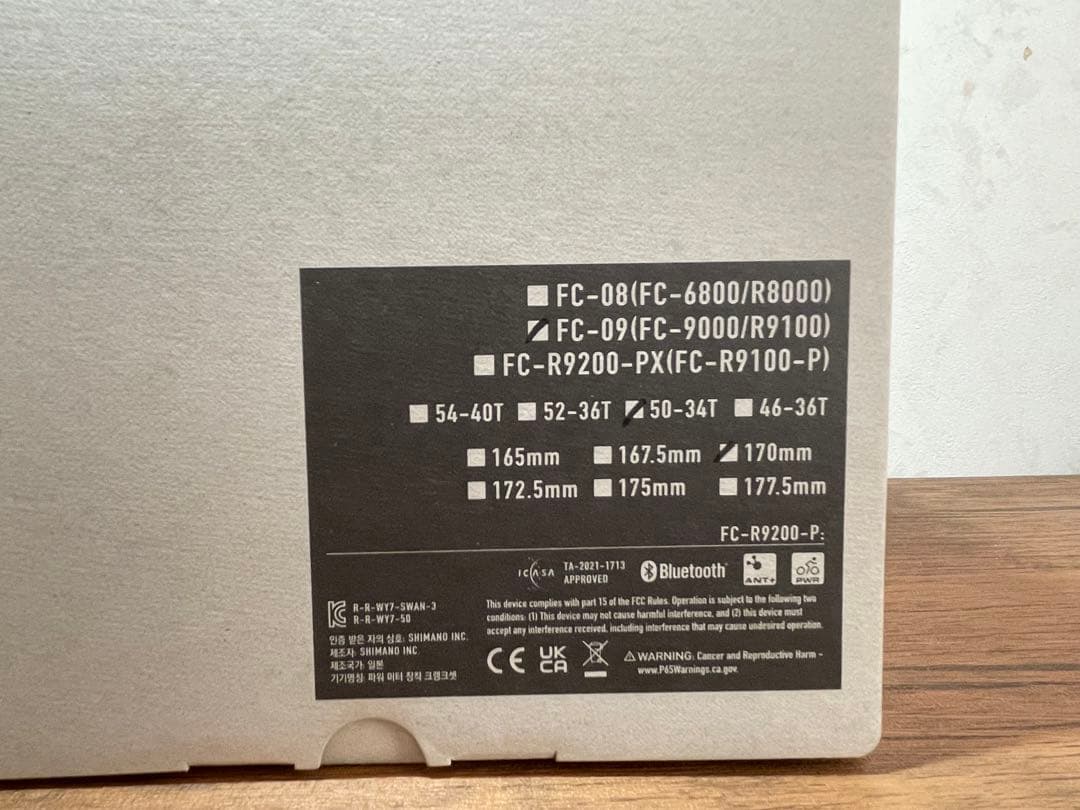 FC-08(FC-6800/R8000)
FC-09(FC-9000/R9100)
FC-R9200-PX(FC-R9100-P)
54-40T 52-36T 50-34T 46-36T
165mm 167.5mm 170mm
172.5mm 175mm 177.5mm
FC-R9200-P:
ICASA TA-2021-1713 APPROVED Bluetooth ANT+ PWR
R-R-WY7-SWAN-3
R-R-WY7-50
인증 받은 자의 상호: SHIMANO INC.
제조자: SHIMANO INC
제조국가: 일본
기기명칭: 파워 미터 장착 크랭크셋
This device complies with part 15 of the FCC Rules. Operation is subject to the following two
conditions: (1) This device may not cause harmful interference, and (2) this device must
accept any interference received, including interference that may cause undesired operation.
CE UK CA WARNING: Cancer and Reproductive Harm -
www.P65Warnings.ca.gov.